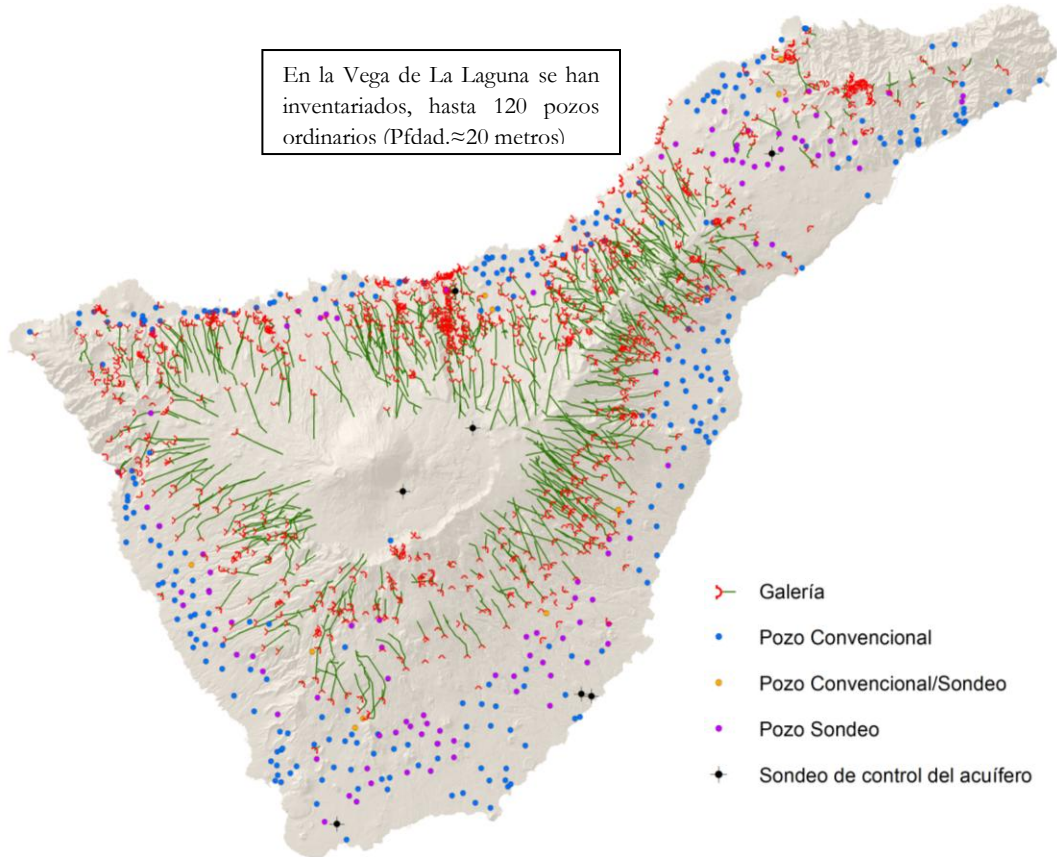 En la Vega de La Laguna se han
inventariados, hasta 120 pozos
ordinarios (Pfdad.≈20 metros)
Galería
Pozo Convencional
Pozo Convencional/Sondeo
Pozo Sondeo
Sondeo de control del acuífero